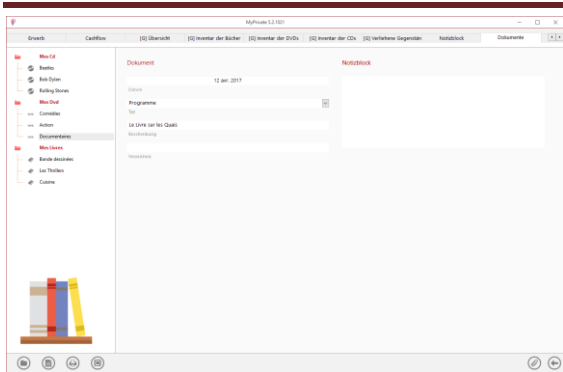 MyPrivate 5.2.1021
Erwerb Cashflow [G] Übersicht [G] Inventar der Bücher [G] Inventar der DVDs [G] Inventar der CDs [G] Verliehene Gegenstän Notizblock Dokumente
Mes Cd
Beatles
Bob Dylan
Rolling Stones
Mes Dvd
Comédies
Action
Documentaires
Mes Livres
Bande dessinées
Les Thrillers
Cuisine
Dokument
12 avr. 2017
Datum
Programme
Typ
Le Livre sur les Quais
Beschreibung
Notizblock